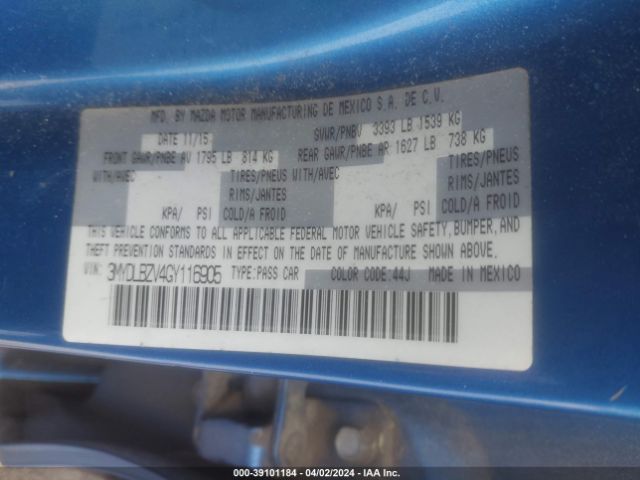 MFD. BY MAZDA MOTOR MANUFACTURING DE MEXICO S.A. DE C.V.
DATE 11/15 GVWR/PNBV 3393 LB 1539 KG
FRONT GAWR/PNBE AV 1795 LB 814 KG REAR GAWR/PNBE AR 1627 LB 738 KG
WITH/AVEC - TIRES/PNEUS WITH/AVEC TIRES/PNEUS
RIMS/JANTES RIMS/JANTES
KPA/ PSI COLD/A FROID KPA/ PSI COLD/A FROID
THIS VEHICLE CONFORMS TO ALL APPLICABLE FEDERAL MOTOR VEHICLE SAFETY, BUMPER, AND
THEFT PREVENTION STANDARDS IN EFFECT ON THE DATE OF MANUFACTURE SHOWN ABOVE.
VIN: 3MYDLBZV4GY116905 TYPE:PASS CAR COLOR CODE:44J MADE IN MEXICO
000-39101184 - 04/02/2024 - IAA Inc.